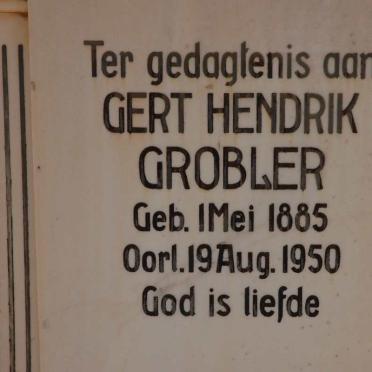 Ter gedagtenis aan
GERT HENDRIK
GROBLER
Geb. 1 Mei 1885
Oorl. 19 Aug. 1950
God is liefde